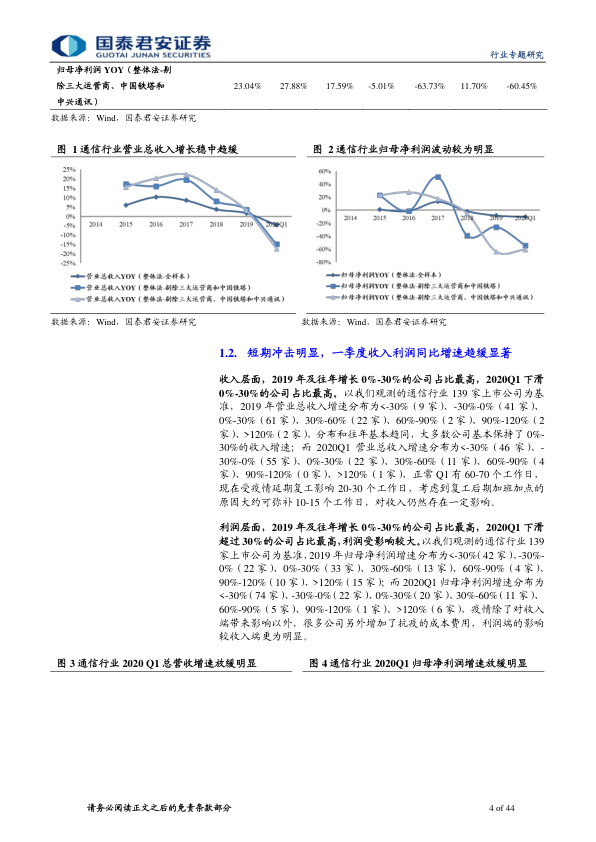 国泰君安证券
GUOTAI JUNAN SECURITIES
行业专题研究
归母净利润 YOY（整体法-剔
除三大运营商、中国铁塔和
中兴通讯） 23.04% 27.88% 17.59% -5.01% -63.73% 11.70% -60.45%
数据来源：Wind，国泰君安证券研究
图 1 通信行业营业总收入增长稳中趋缓
25%
20%
15%
10%
5%
0%
-5%
-10%
-15%
-20%
-25%
2014 2015 2016 2017 2018 2019 2020Q1
营业总收入YOY（整体法-全样本）
营业总收入YOY（整体法-剔除三大运营商和中国铁塔）
营业总收入YOY（整体法-剔除三大运营商、中国铁塔和中兴通讯）
数据来源：Wind，国泰君安证券研究
图 2 通信行业归母净利润波动较为明显
60%
40%
20%
0%
-20%
-40%
-60%
-80%
2014 2015 2016 2017 2018 2019 2020Q1
归母净利润YOY（整体法-全样本）
归母净利润YOY（整体法-剔除三大运营商和中国铁塔）
归母净利润YOY（整体法-剔除三大运营商、中国铁塔和中兴通讯）
数据来源：Wind，国泰君安证券研究
1.2. 短期冲击明显，一季度收入利润同比增速趋缓显著
收入层面，2019 年及往年增长 0%-30%的公司占比最高，2020Q1 下滑
0%-30%的公司占比最高。以我们观测的通信行业 139 家上市公司为基
准，2019 年营业总收入增速分布为<-30%（9 家）、-30%-0%（41 家）、
0%-30%（61 家）、30%-60%（22 家）、60%-90%（2 家）、90%-120%（2
家）、>120%（2 家），分布和往年基本趋同，大多数公司基本保持了 0%-
30%的收入增速；而 2020Q1 营业总收入增速分布为<-30%（46 家）、-
30%-0%（55 家）、0%-30%（22 家）、30%-60%（11 家）、60%-90%（4
家）、90%-120%（0 家）、>120%（1 家），正常 Q1 有 60-70 个工作日，
现在受疫情延期复工影响 20-30 个工作日，考虑到复工后期加班加点的
原因大约可弥补 10-15 个工作日，对收入仍然存在一定影响。
利润层面，2019 年及往年增长 0%-30%的公司占比最高，2020Q1 下滑
超过 30%的公司占比最高，利润受影响较大。以我们观测的通信行业 139
家上市公司为基准，2019 年归母净利润增速分布为<-30%（42 家）、-30%-
0%（22 家）、0%-30%（33 家）、30%-60%（13 家）、60%-90%（4 家）、
90%-120%（10 家）、>120%（15 家）；而 2020Q1 归母净利润增速分布为
<-30%（74 家）、-30%-0%（22 家）、0%-30%（20 家）、30%-60%（11 家）、
60%-90%（5 家）、90%-120%（1 家）、>120%（6 家），疫情除了对收入
端带来影响以外，很多公司另外增加了抗疫的成本费用，利润端的影响
较收入端更为明显。
图 3 通信行业 2020 Q1 总营收增速放缓明显
图 4 通信行业 2020Q1 归母净利润增速放缓明显
请务必阅读正文之后的免责条款部分
4 of 44